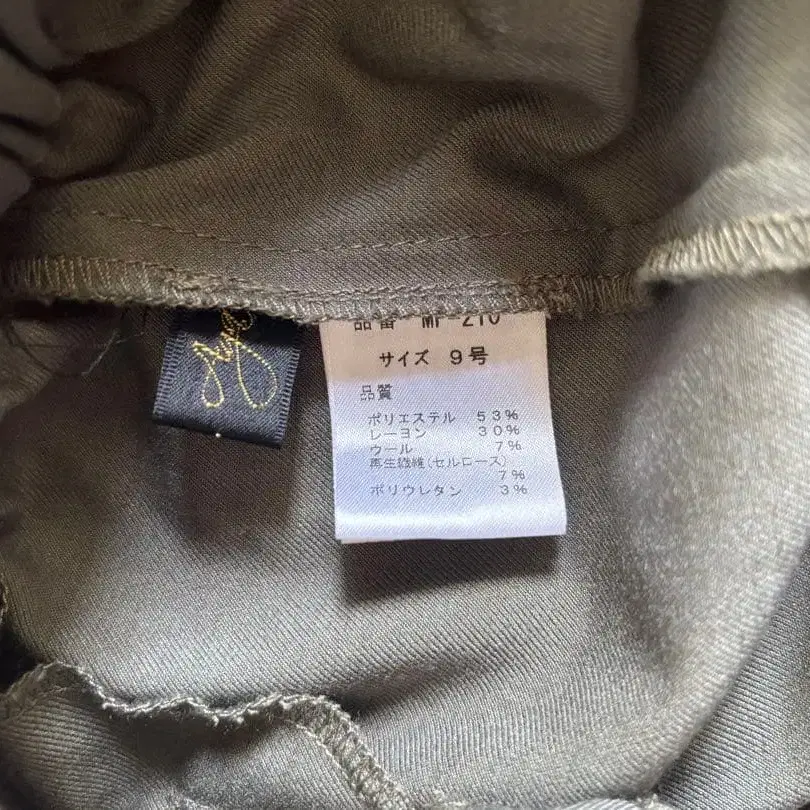 品番 MP-210
サイズ 9号
品質
ポリエステル 53%
レーヨン 30%
ウール 7%
再生繊維(セルロース)
7%
ポリウレタン 3%